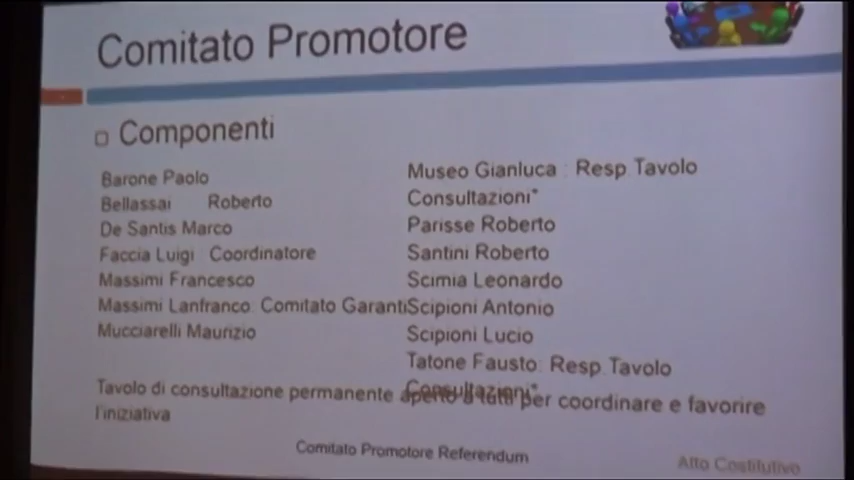 Comitato Promotore
Componenti
Barone Paolo
Bellassai Roberto
De Santis Marco
Faccia Luigi Coordinatore
Massimi Francesco
Massimi Lanfranco: Comitato Garanti
Mucciarelli Maurizio
Museo Gianluca : Resp. Tavolo
Consultazioni*
Parisse Roberto
Santini Roberto
Scimia Leonardo
Scipioni Antonio
Scipioni Lucio
Tatone Fausto: Resp. Tavolo
Consultazioni*
Tavolo di consultazione permanente aperto a tutti per coordinare e favorire
l'iniziativa
Comitato Promotore Referendum
Atto Costitutivo